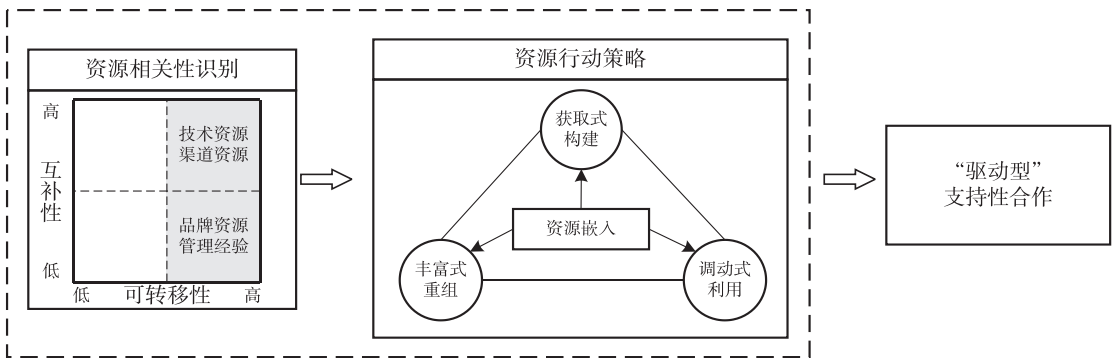 资源相关性识别
高
技术资源
渠道资源
互补性
品牌资源
管理经验
低
低
可转移性
高
资源行动策略
获取式
构建
资源嵌入
丰富式
重组
调动式
利用
“驱动型”
支持性合作